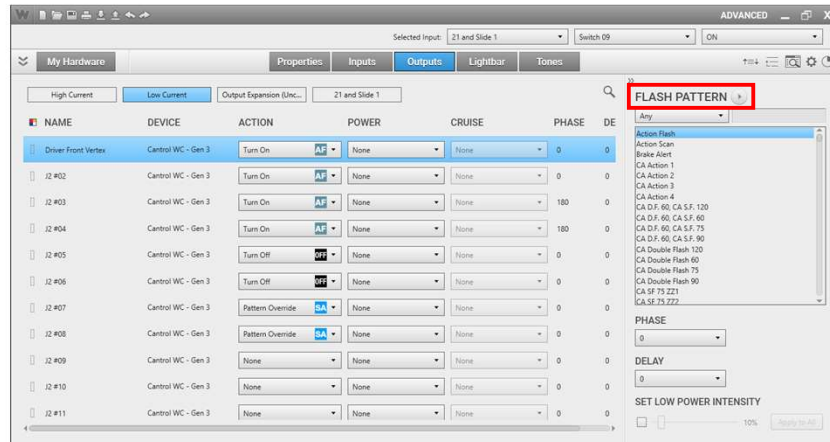 W ADVANCED
Selected Input: 21 and Slide 1 Switch 09 ON
My Hardware Properties Inputs Outputs Lightbar Tones
High Current Low Current Output Expansion (Unc... 21 and Slide 1
NAME DEVICE ACTION POWER CRUISE PHASE DE
Driver Front Vertex Cantrol WC - Gen 3 Turn On AF None None 0 0
J2 #02 Cantrol WC - Gen 3 Turn On AF None None 0 0
J2 #03 Cantrol WC - Gen 3 Turn On AF None None 180 0
J2 #04 Cantrol WC - Gen 3 Turn On AF None None 180 0
J2 #05 Cantrol WC - Gen 3 Turn Off OFF None None 0 0
J2 #06 Cantrol WC - Gen 3 Turn Off OFF None None 0 0
J2 #07 Cantrol WC - Gen 3 Pattern Override SA None None 0 0
J2 #08 Cantrol WC - Gen 3 Pattern Override SA None None 0 0
J2 #09 Cantrol WC - Gen 3 None None None 0 0
J2 #10 Cantrol WC - Gen 3 None None None 0 0
J2 #11 Cantrol WC - Gen 3 None None None 0 0
FLASH PATTERN
Any
Action Flash
Action Scan
Brake Alert
CA Action 1
CA Action 2
CA Action 3
CA Action 4
CA D.F. 60, CA S.F. 120
CA D.F. 60, CA S.F. 60
CA D.F. 60, CA S.F. 75
CA D.F. 60, CA S.F. 90
CA Double Flash 120
CA Double Flash 60
CA Double Flash 75
CA Double Flash 90
CA SF 75 ZZ1
CA SF 75 ZZ2
PHASE
0
DELAY
0
SET LOW POWER INTENSITY
10% Apply to All